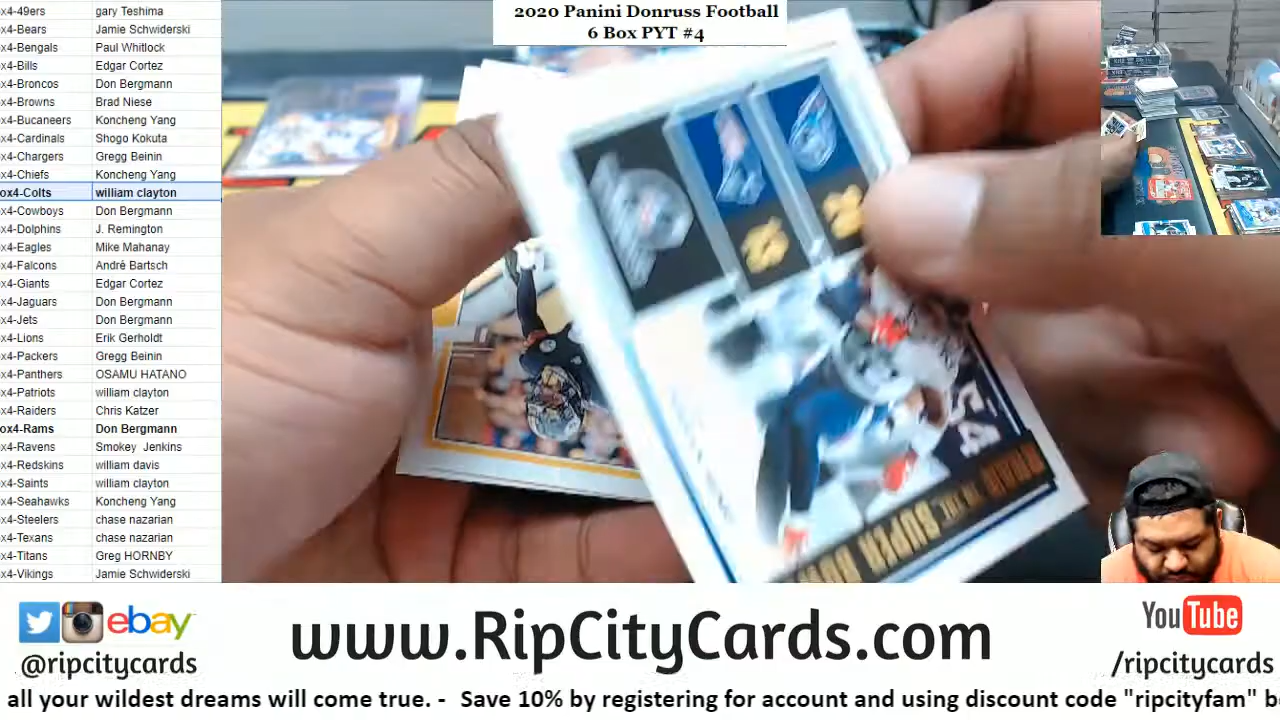 2020 Panini Donruss Football
6 Box PYT #4
ox4-49ers gary Teshima
ox4-Bears Jamie Schwiderski
x4-Bengals Paul Whitlock
ox4-Bills Edgar Cortez
x4-Broncos Don Bergmann
x4-Browns Brad Niese
x4-Bucaneers Koncheng Yang
x4-Cardinals Shogo Kokuta
x4-Chargers Gregg Beinin
x4-Chiefs Koncheng Yang
ox4-Colts william clayton
x4-Cowboys Don Bergmann
x4-Dolphins J. Remington
x4-Eagles Mike Mahanay
x4-Falcons André Bartsch
x4-Giants Edgar Cortez
x4-Jaguars Don Bergmann
ox4-Jets Don Bergmann
x4-Lions Erik Gerholdt
x4-Packers Gregg Beinin
x4-Panthers OSAMU HATANO
x4-Patriots william clayton
x4-Raiders Chris Katzer
ox4-Rams Don Bergmann
x4-Ravens Smokey Jenkins
x4-Redskins william davis
x4-Saints william clayton
x4-Seahawks Koncheng Yang
x4-Steelers chase nazarian
x4-Texans chase nazarian
x4-Titans Greg HORNBY
x4-Vikings Jamie Schwiderski
ROAD TO THE SUPER
ebay
@ripcitycards
www.RipCityCards.com
YouTube
/ripcitycards
all your wildest dreams will come true. - Save 10% by registering for account and using discount code "ripcityfam" b